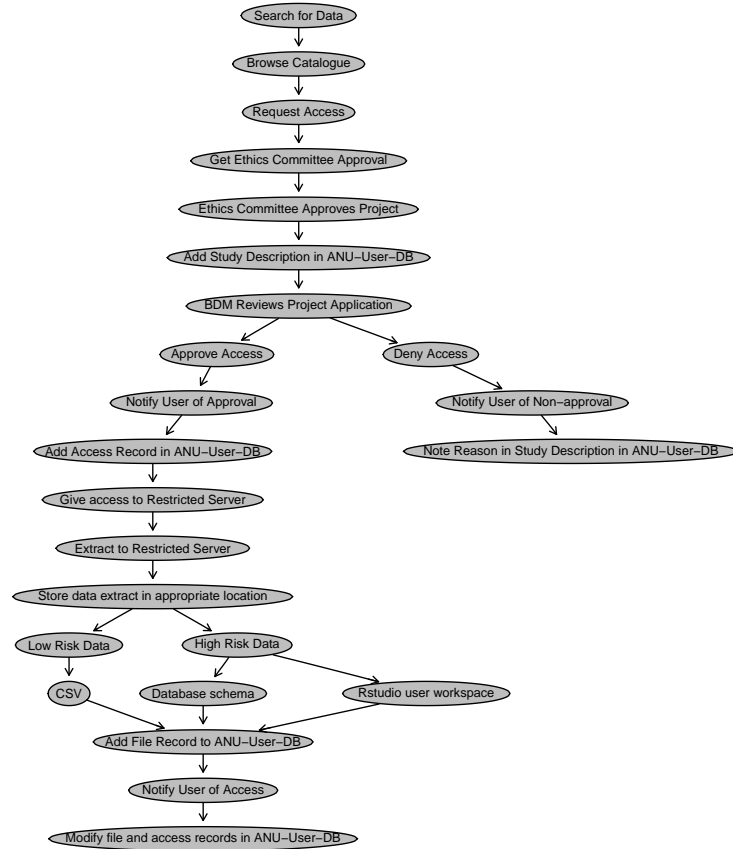 Search for Data
Browse Catalogue
Request Access
Get Ethics Committee Approval
Ethics Committee Approves Project
Add Study Description in ANU−User−DB
BDM Reviews Project Application
Approve Access
Deny Access
Notify User of Approval
Notify User of Non−approval
Add Access Record in ANU−User−DB
Note Reason in Study Description in ANU−User−DB
Give access to Restricted Server
Extract to Restricted Server
Store data extract in appropriate location
Low Risk Data
High Risk Data
CSV
Database schema
Rstudio user workspace
Add File Record to ANU−User−DB
Notify User of Access
Modify file and access records in ANU−User−DB